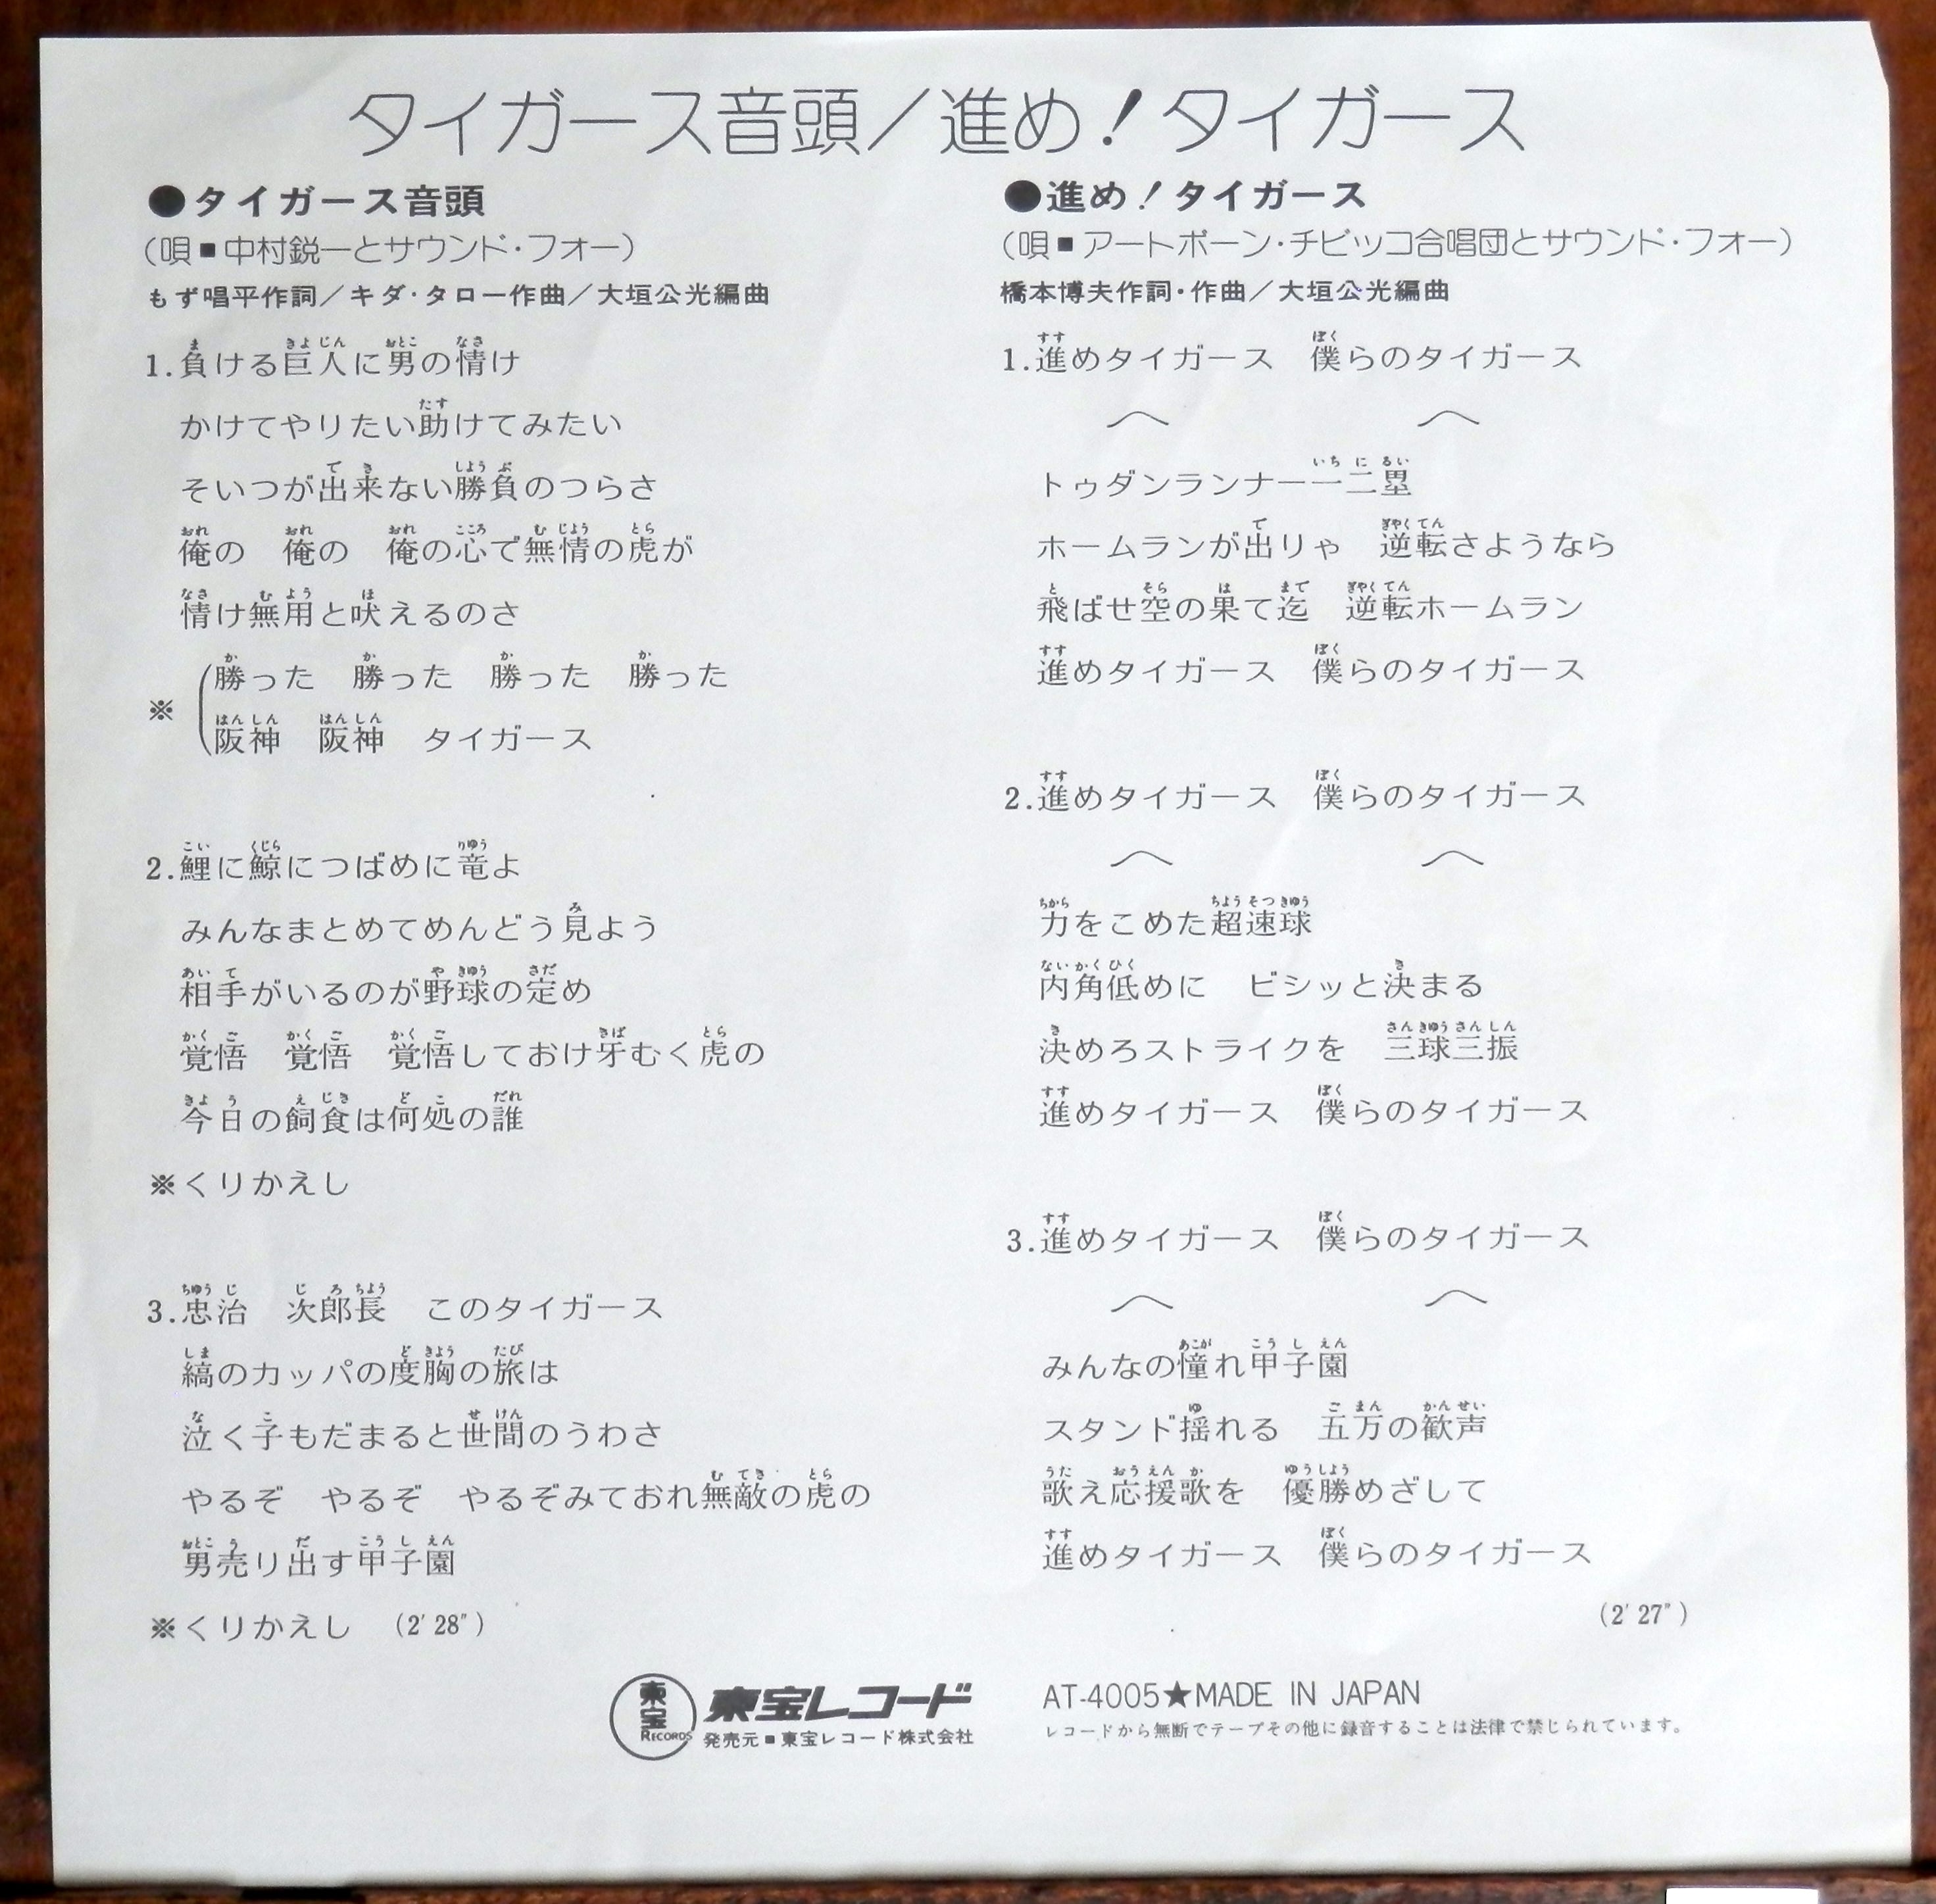 タイガース音頭／進め！タイガース
●タイガース音頭
（唄■中村鋭一とサウンド・フォー）
もず唱平作詞／キダ・タロー作曲／大垣公光編曲
1.負ける巨人に男の情け
かけてやりたい助けてみたい
そいつが出来ない勝負のつらさ
俺の　俺の　俺の心で無情の虎が
情け無用と吠えるのさ
※（勝った　勝った　勝った　勝った
阪神　阪神　タイガース
2.鯉に鯨につばめに竜よ
みんなまとめてめんどう見よう
相手がいるのが野球の定め
覚悟　覚悟　覚悟しておけ牙むく虎の
今日の餌食は何処の誰
※くりかえし
3.忠治　次郎長　このタイガース
縞のカッパの度胸の旅は
泣く子もだまると世間のうわさ
やるぞ　やるぞ　やるぞみておれ無敵の虎の
男売り出す甲子園
※くりかえし　（2′28″）
●進め！タイガース
（唄■アートポーン・チビッコ合唱団とサウンド・フォー）
橋本博夫作詞・作曲／大垣公光編曲
1.進めタイガース　僕らのタイガース
トゥダンランナー一二塁
ホームランが出りゃ　逆転さようなら
飛ばせ空の果て迄　逆転ホームラン
進めタイガース　僕らのタイガース
2.進めタイガース　僕らのタイガース
力をこめた超速球
内角低めに　ビシッと決まる
決めろストライクを　三球三振
進めタイガース　僕らのタイガース
3.進めタイガース　僕らのタイガース
みんなの憧れ甲子園
スタンド揺れる　五万の歓声
歌え応援歌を　優勝めざして
進めタイガース　僕らのタイガース
（2′27″）
東宝 RECORDS
東宝レコード
発売元■東宝レコード株式会社
AT-4005★MADE IN JAPAN
レコードから無断でテープその他に録音することは法律で禁じられています。